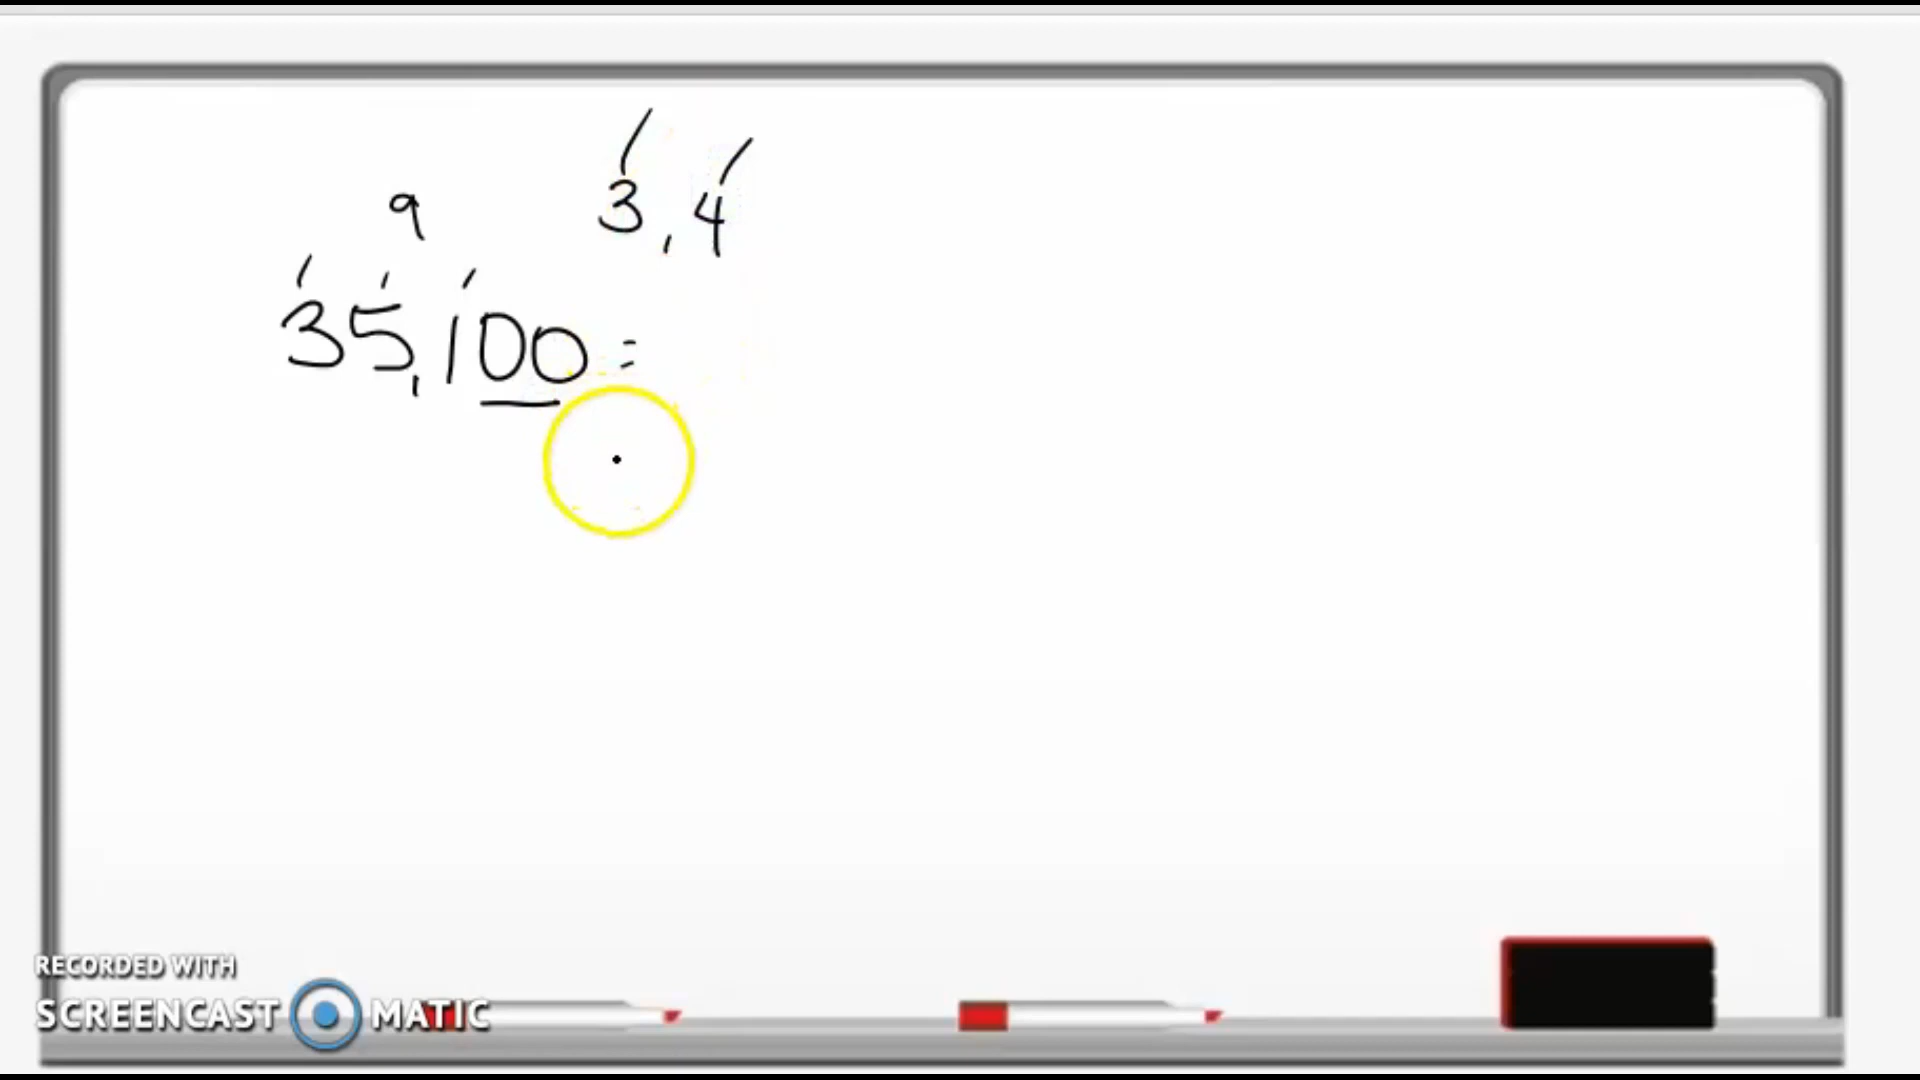 3,4
9
35,100 =
RECORDED WITH
SCREENCAST MATIC